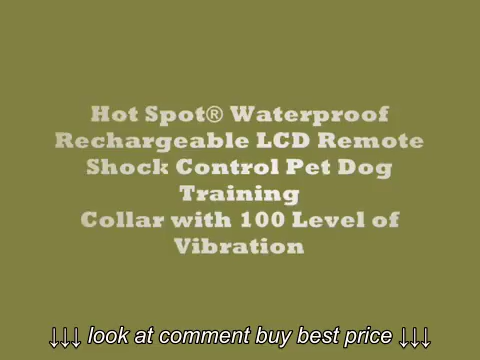 Hot Spot® Waterproof
Rechargeable LCD Remote
Shock Control Pet Dog
Training
Collar with 100 Level of
Vibration
↓↓↓ look at comment buy best price ↓↓↓